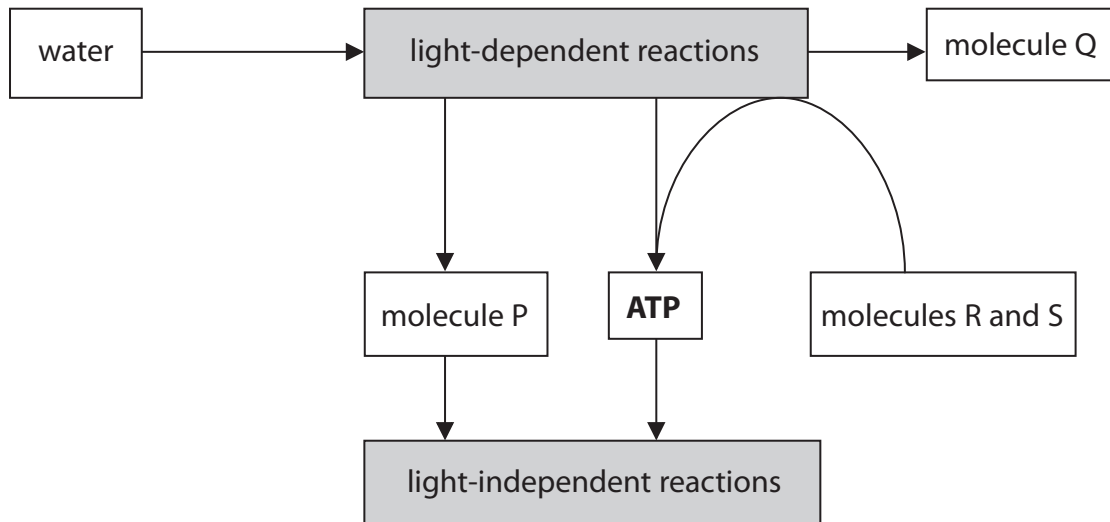 water
light-dependent reactions
molecule Q
molecule P
ATP
molecules R and S
light-independent reactions